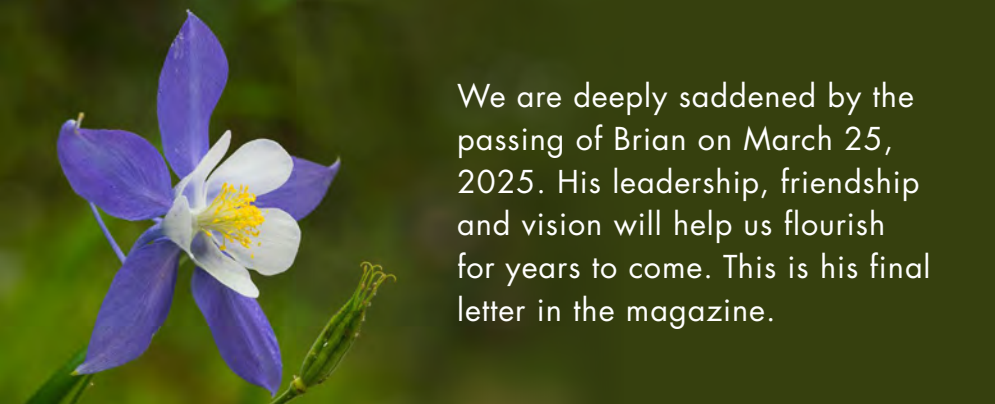 We are deeply saddened by the
passing of Brian on March 25,
2025. His leadership, friendship
and vision will help us flourish
for years to come. This is his final
letter in the magazine.